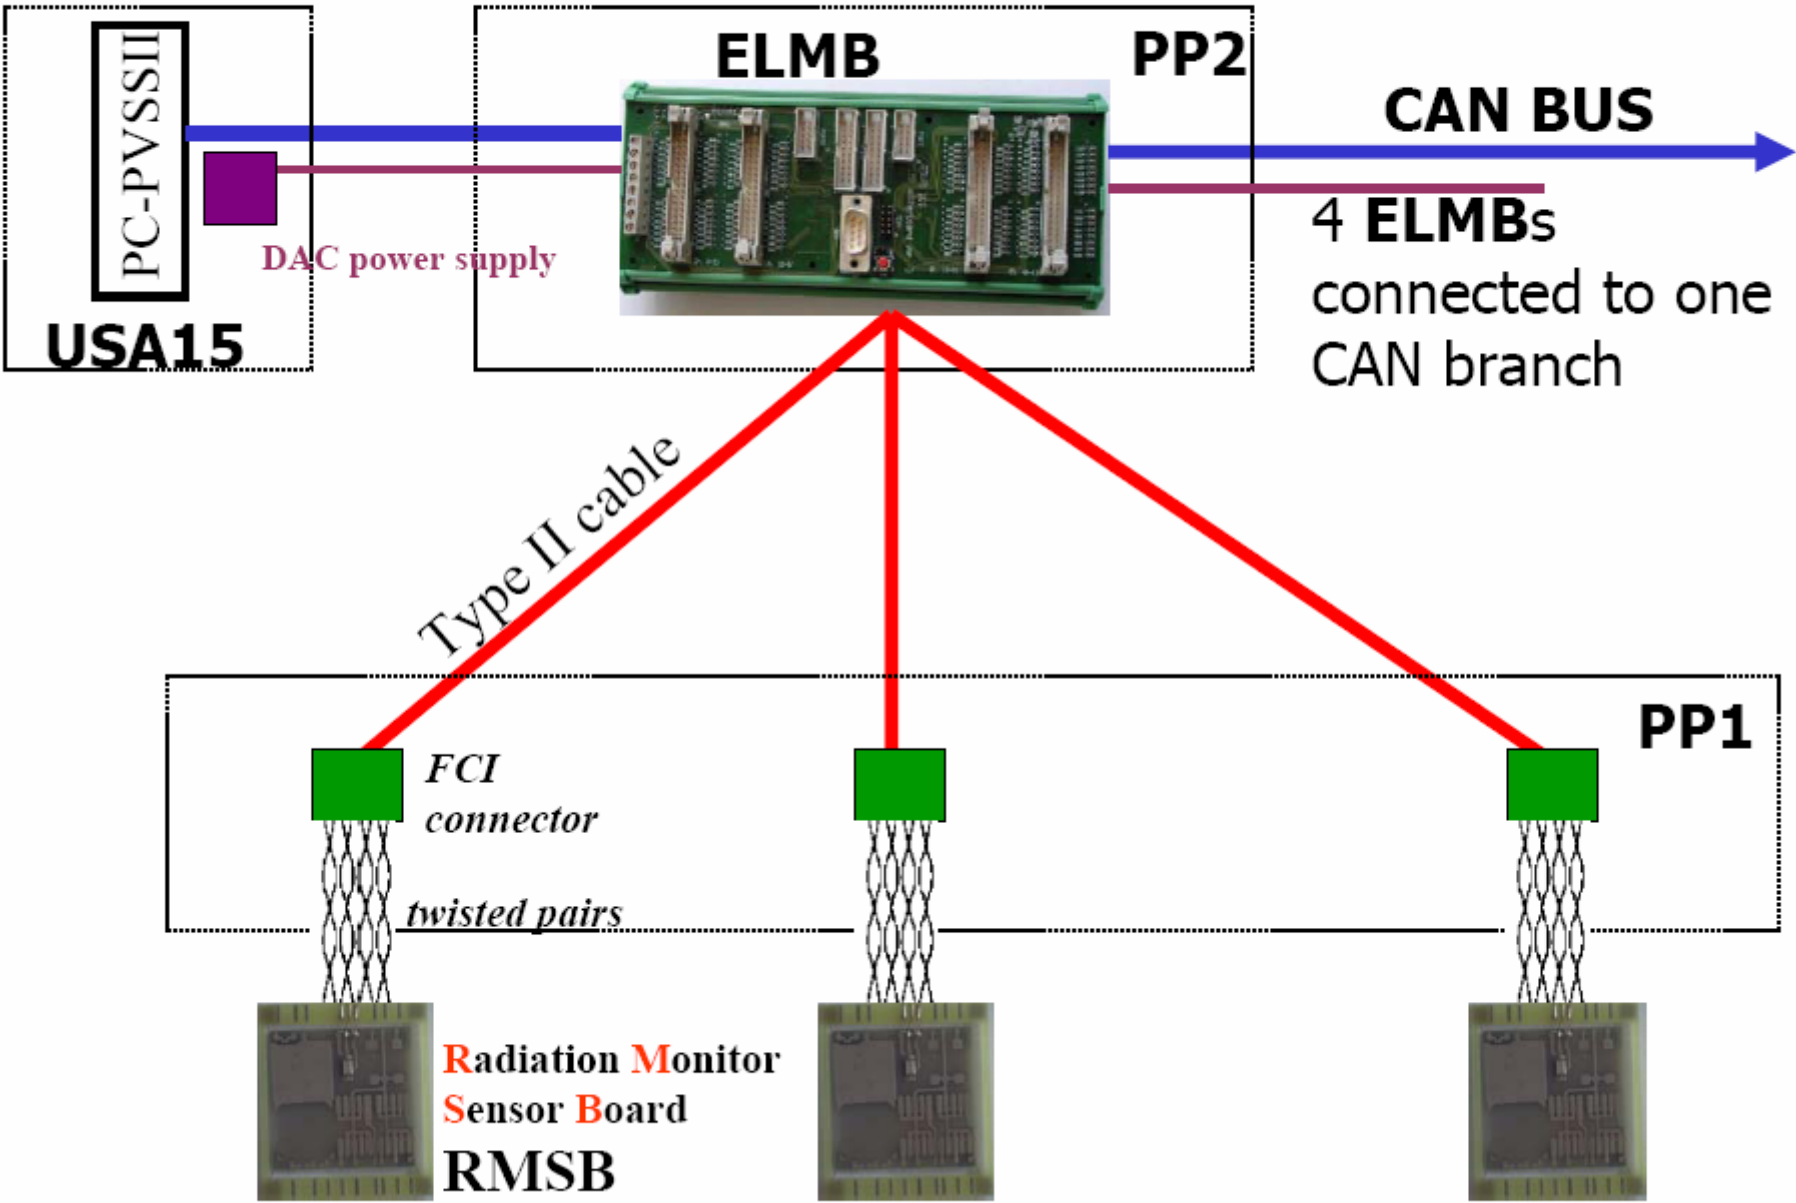 PC-PVSSII
USA15
DAC power supply
ELMB
PP2
CAN BUS
4 ELMBs
connected to one
CAN branch
Type II cable
PP1
FCI
connector
twisted pairs
Radiation Monitor
Sensor Board
RMSB